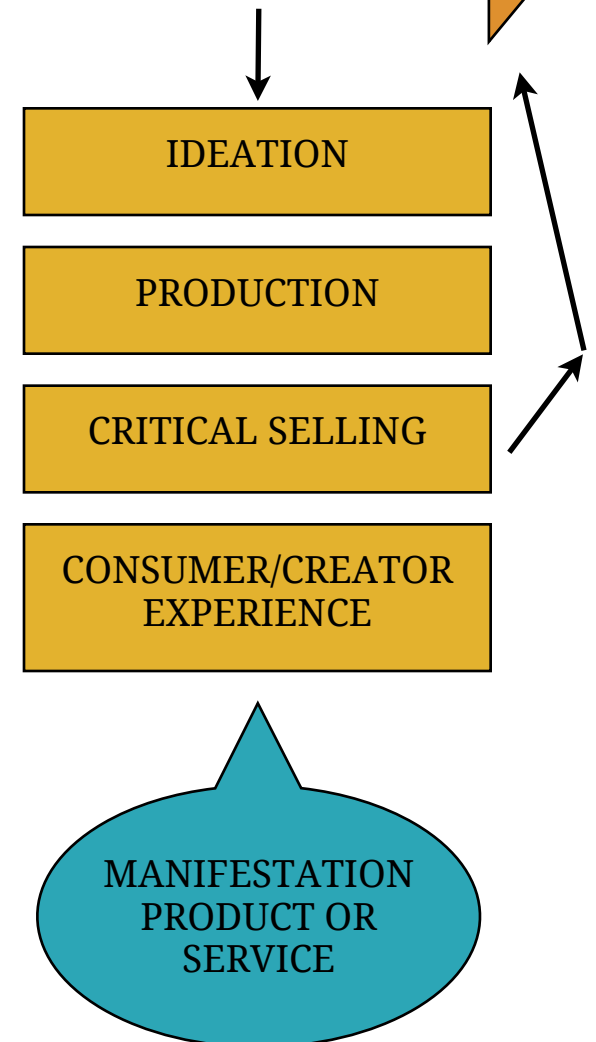 IDEATION
PRODUCTION
CRITICAL SELLING
CONSUMER/CREATOR
EXPERIENCE
MANIFESTATION
PRODUCT OR
SERVICE